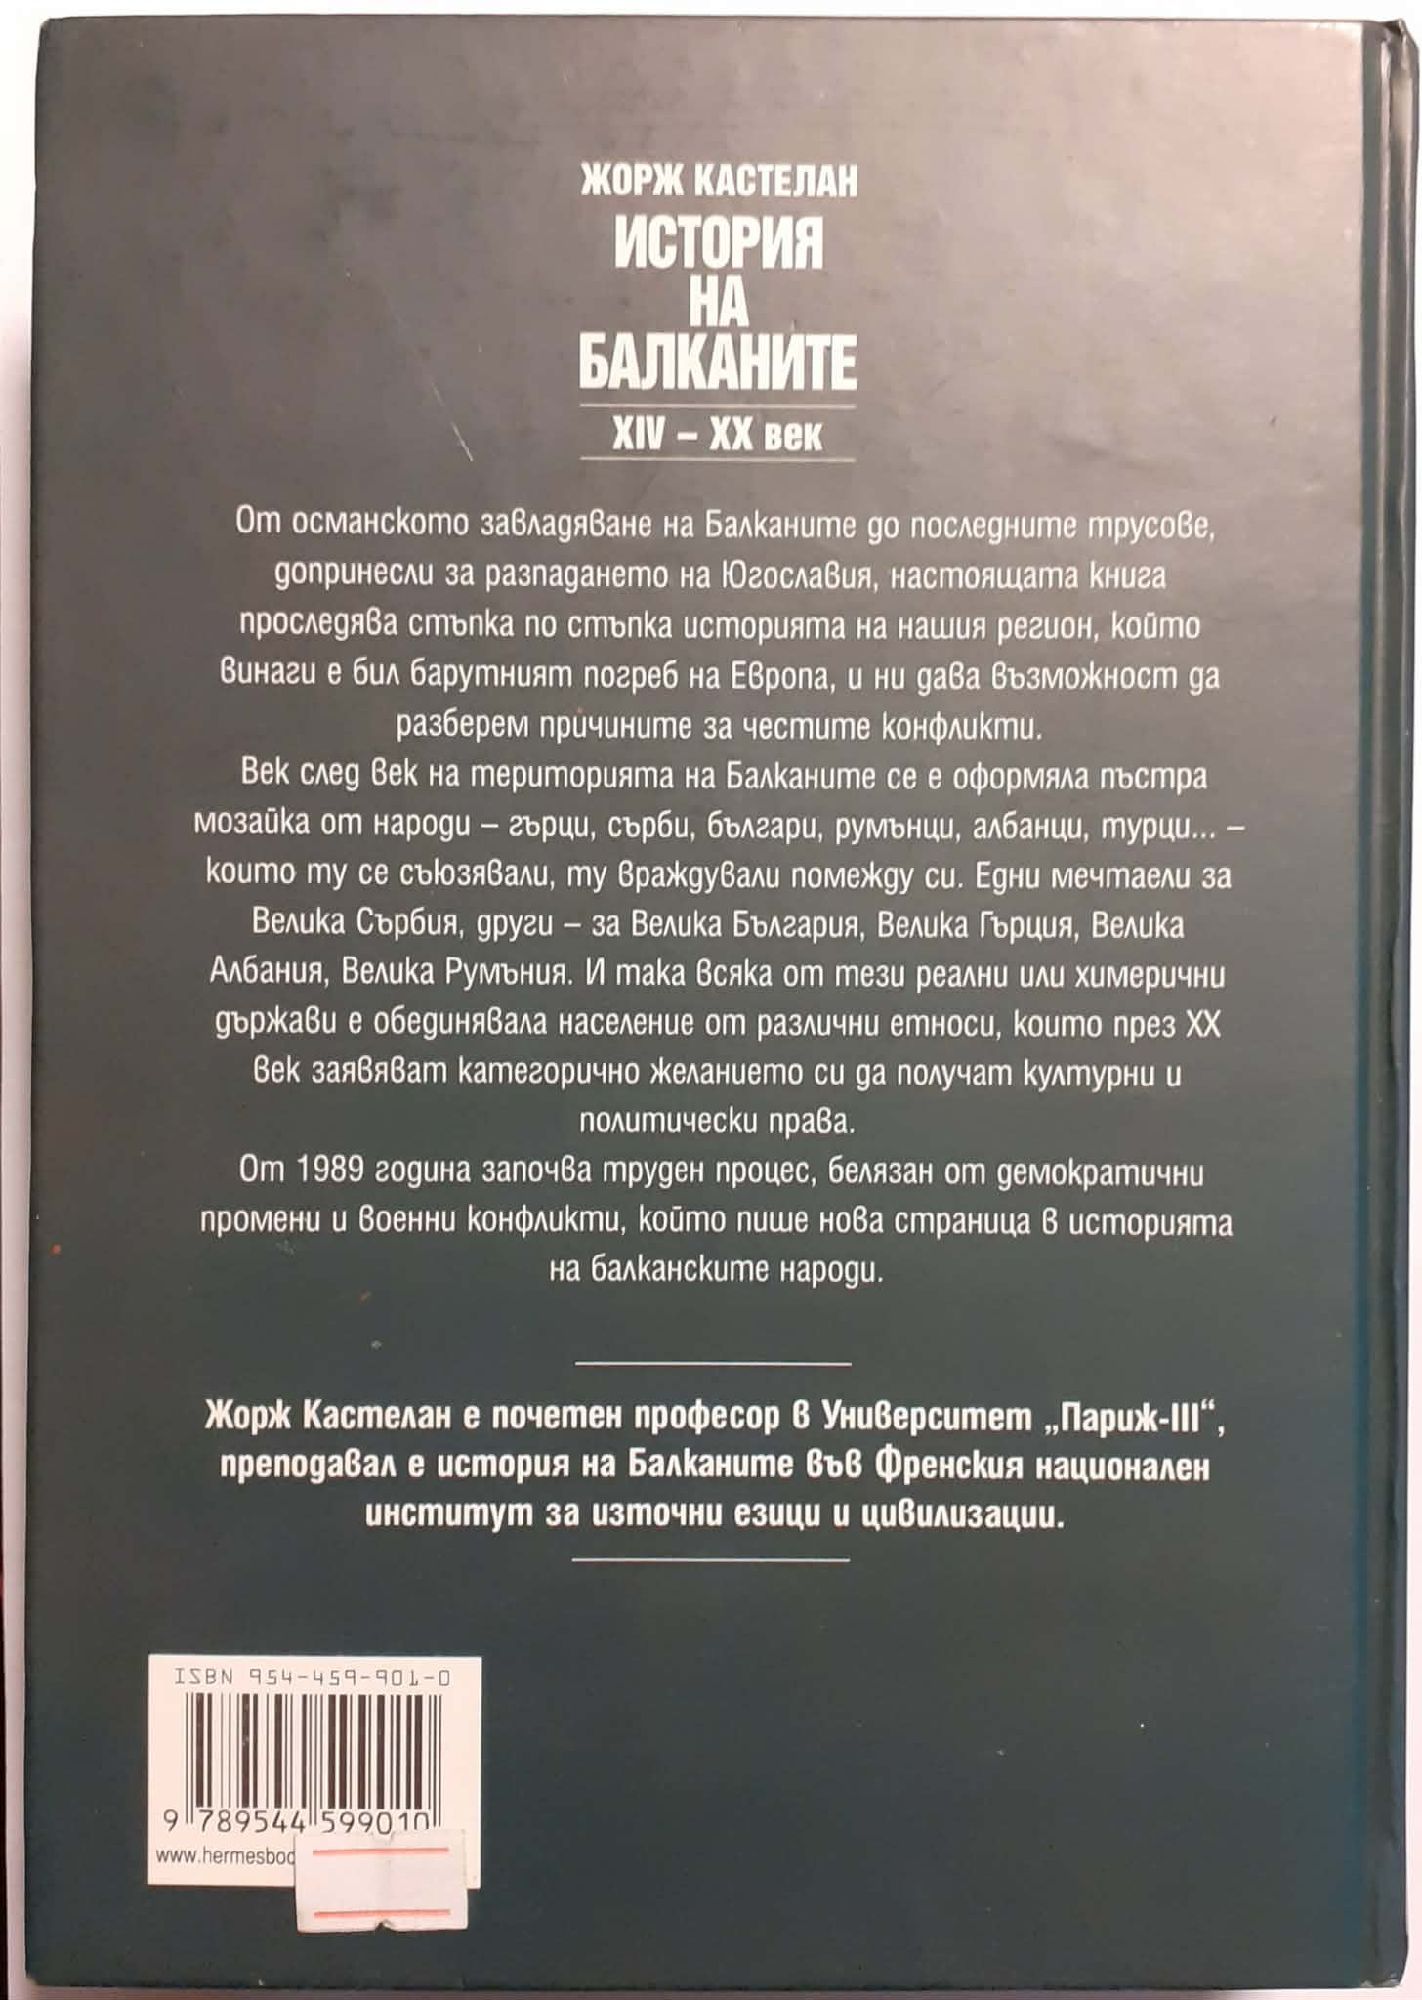 ЖОРЖ КАСТЕЛАН
ИСТОРИЯ
НА
БАЛКАНИТЕ
XIV – XX век
От османското завладяване на Балканите до последните трусове,
допринесли за разпадането на Югославия, настоящата книга
проследява стъпка по стъпка историята на нашия регион, който
винаги е бил барутният погреб на Европа, и ни дава възможност да
разберем причините за честите конфликти.
Век след век на територията на Балканите се е оформяла пъстра
мозайка от народи – гърци, сърби, българи, румънци, албанци, турци... –
които ту се съюзявали, ту враждували помежду си. Едни мечтаели за
Велика Сърбия, други – за Велика България, Велика Гърция, Велика
Албания, Велика Румъния. И така всяка от тези реални или химерични
държави е обединявала население от различни етноси, които през XX
век заявяват категорично желанието си да получат културни и
политически права.
От 1989 година започва труден процес, белязан от демократични
промени и военни конфликти, който пише нова страница в историята
на балканските народи.
Жорж Кастелан е почетен професор в Университет „Париж-III“,
преподавал е история на Балканите във Френския национален
институт за източни езици и цивилизации.
ISBN 954-459-901-0
9 789544 599010
www.hermesboo